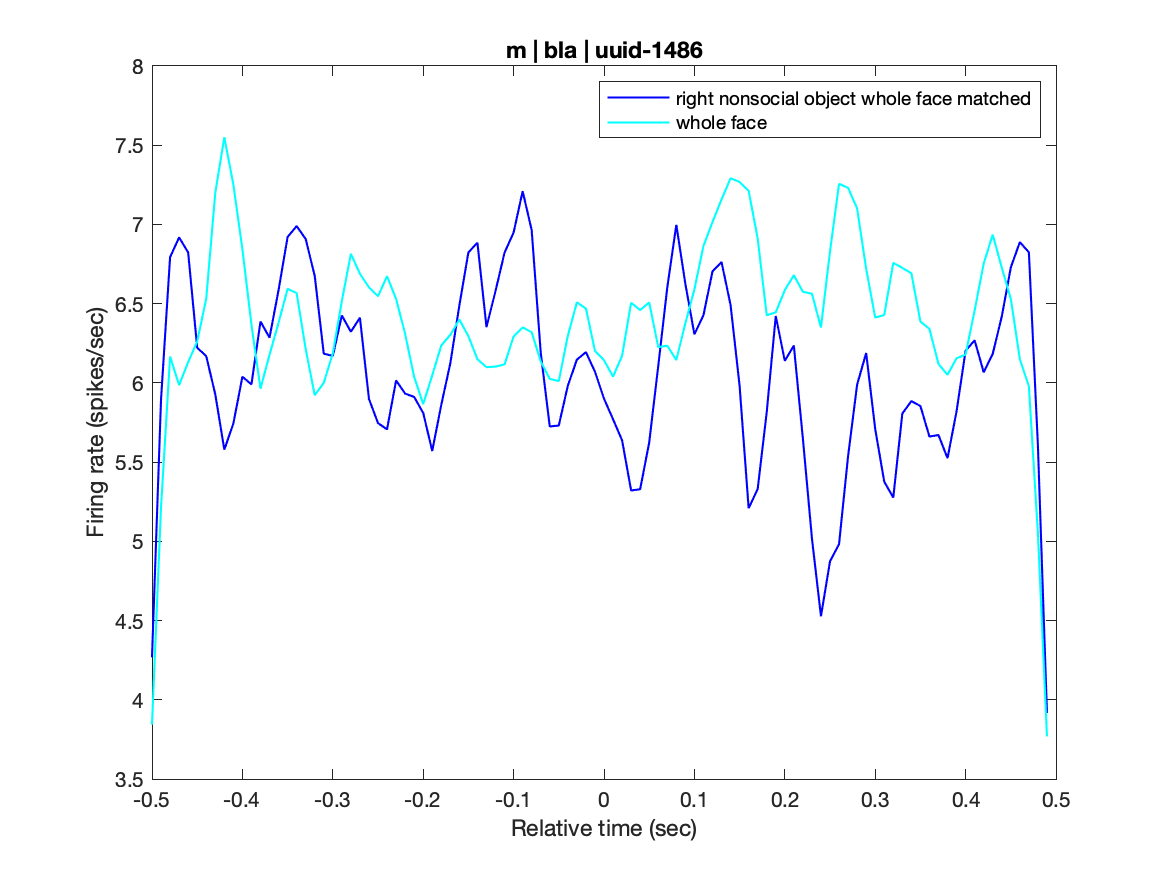 m | bla | uuid-1486
right nonsocial object whole face matched
whole face
8
7.5
7
6.5
6
5.5
5
4.5
4
3.5
Firing rate (spikes/sec)
-0.5 -0.4 -0.3 -0.2 -0.1 0 0.1 0.2 0.3 0.4 0.5
Relative time (sec)